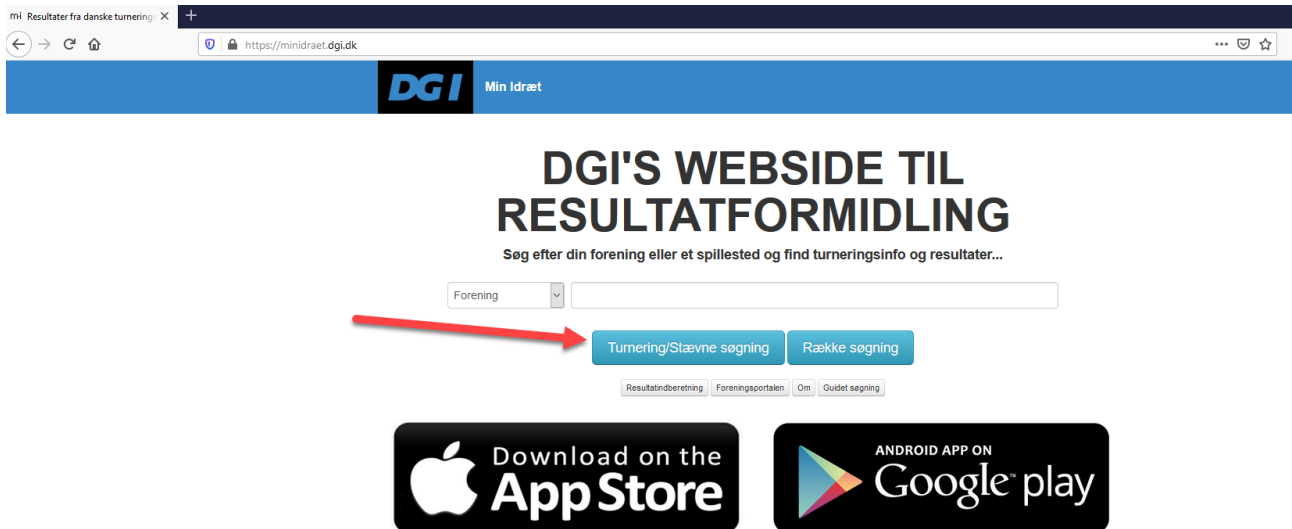 mi Resultater fra danske turnering
https://minidraet.dgi.dk
DGI Min Idræt
DGI'S WEBSIDE TIL
RESULTATFORMIDLING
Søg efter din forening eller et spillested og find turneringsinfo og resultater...
Forening
Turnering/Stævne søgning Række søgning
Resultatindberetning Foreningsportalen Om Guidet søgning
Download on the
App Store
ANDROID APP ON
Google play